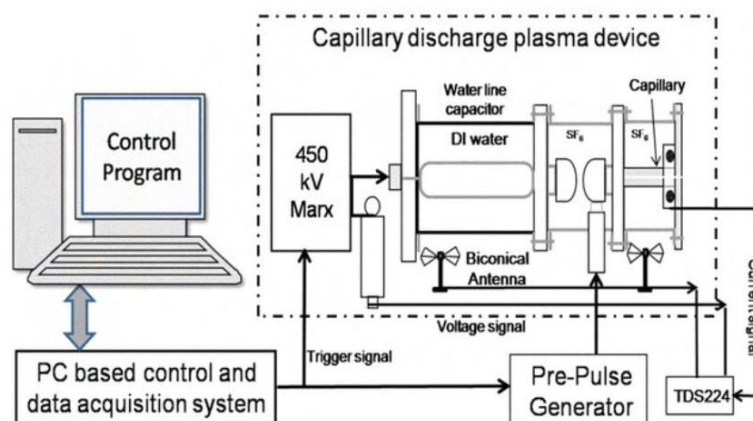 Capillary discharge plasma device
Control
Program
450
kV
Marx
Water line
capacitor
DI water
SF6
SF6
Capillary
Biconical
Antenna
Voltage signal
Trigger signal
PC based control and
data acquisition system
Pre-Pulse
Generator
TDS224